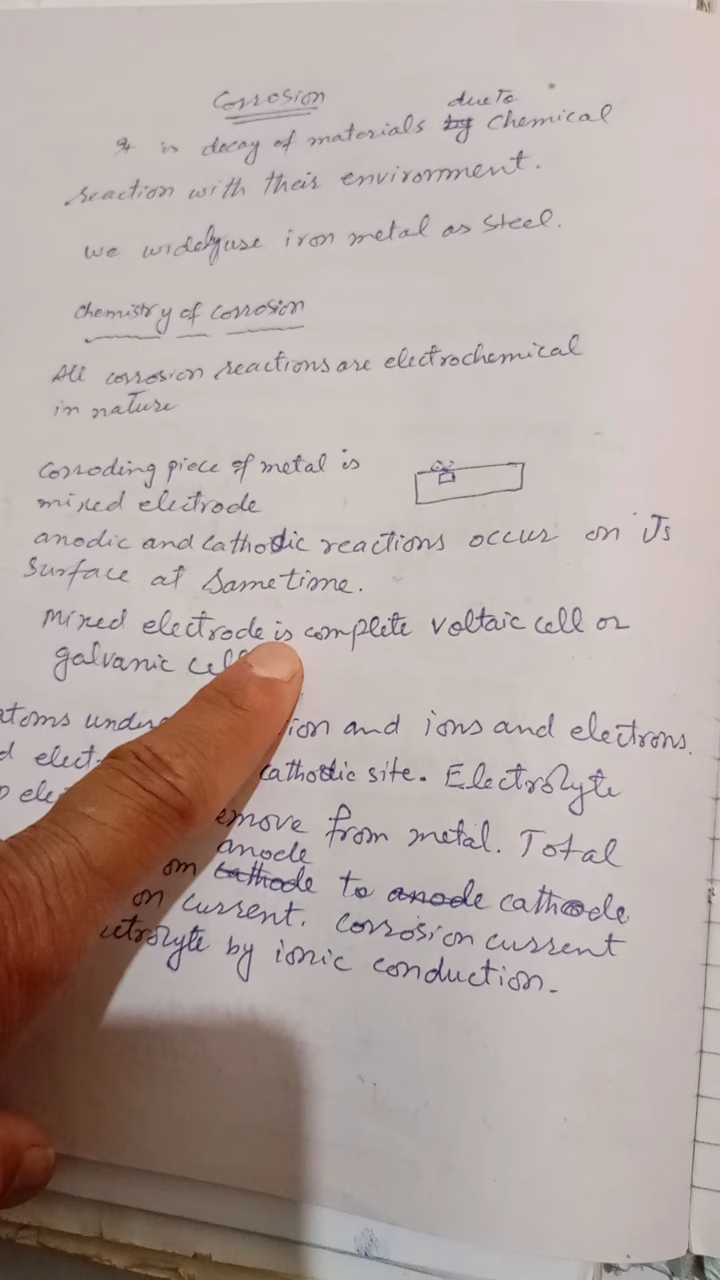 Corrosion
It is decay of materials by due to Chemical
reaction with their environment.
We widely use iron metal as Steel.
Chemistry of corrosion
All corrosion reactions are electrochemical
in nature
Corroding piece of metal is
mixed electrode
anodic and cathodic reactions occur on its
Surface at Sametime.
Mixed electrode is complete voltaic cell or
galvanic cell
atoms under ion and ions and electrons.
cathodic site. Electrolyte
from metal. Total
anode
cathode to anode cathode
on current. Corrosion current
by ionic conduction.